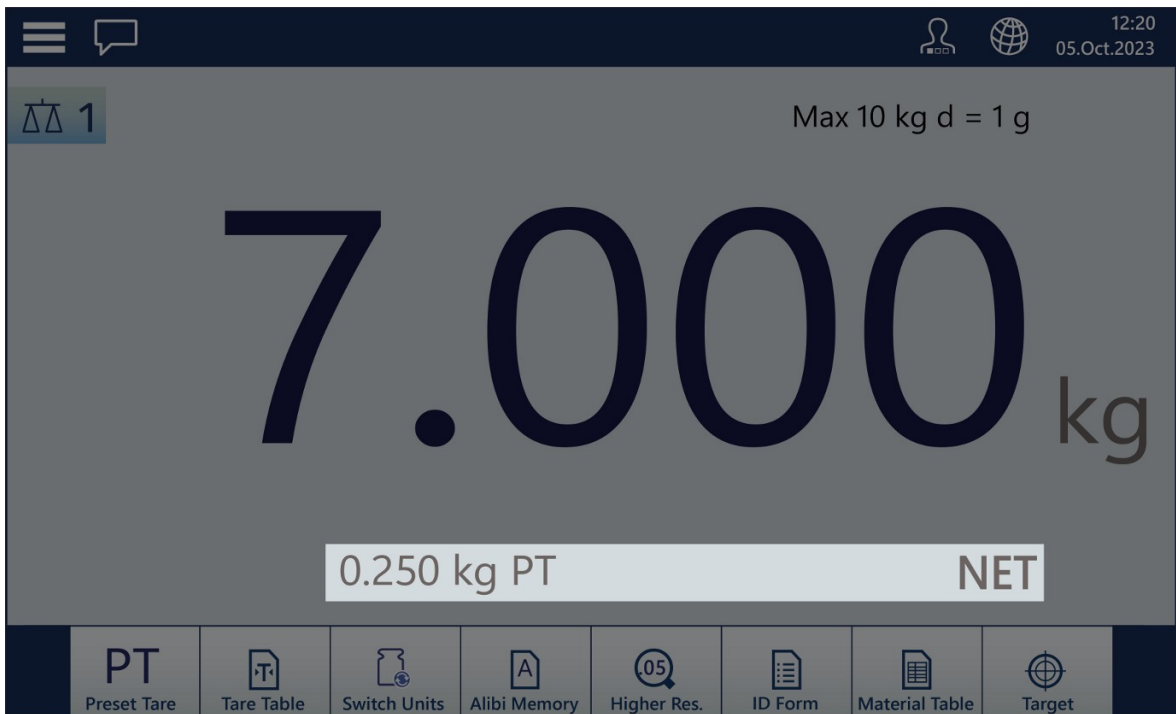 12:20
05.Oct.2023
1
Max 10 kg d = 1 g
7.000 kg
0.250 kg PT NET
PT
Preset Tare
T
Tare Table
Switch Units
A
Alibi Memory
.05
Higher Res.
ID Form
Material Table
Target